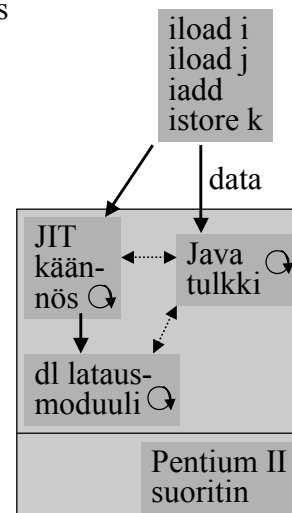 s
iload i
iload j
iadd
istore k
data
JIT
kään-
nös
Java
tulkki
dl lataus-
moduuli
Pentium II
suoritin